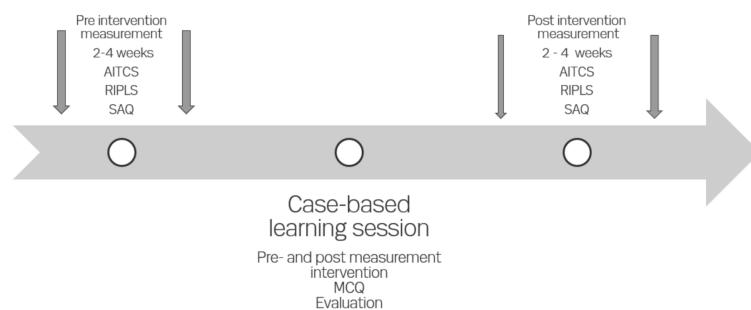 Pre intervention
measurement
2-4 weeks
AITCS
RIPLS
SAQ
Case-based
learning session
Pre- and post measurement
intervention
MCQ
Evaluation
Post intervention
measurement
2 - 4 weeks
AITCS
RIPLS
SAQ